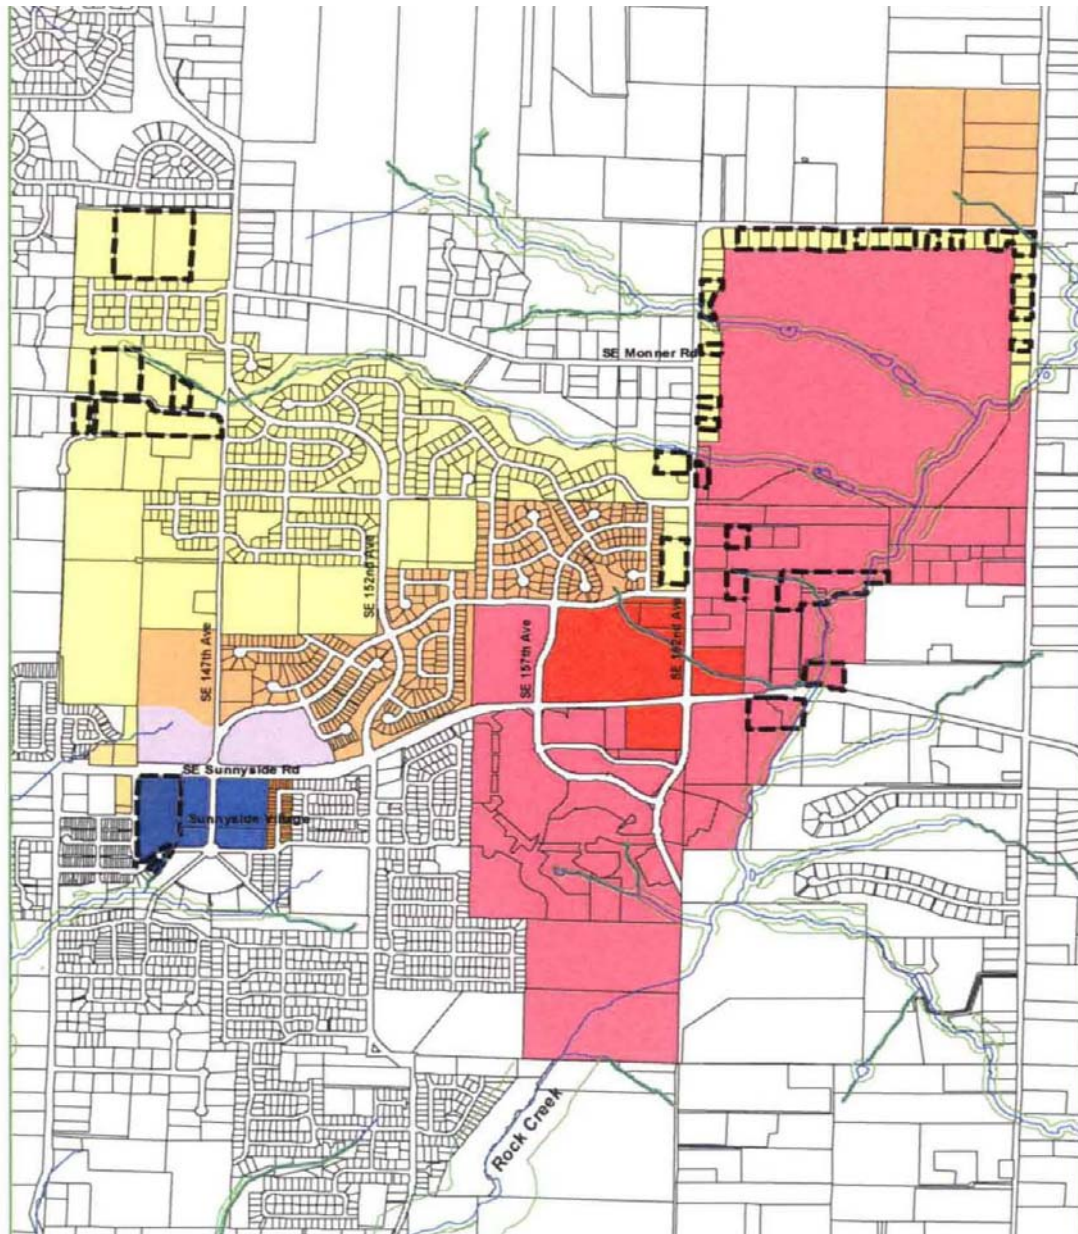 SE Monner Rd
SE 152nd Ave
SE 147th Ave
SE 157th Ave
SE 162nd Ave
SE Sunnyside Rd
Sunnyside Village
Rock Creek